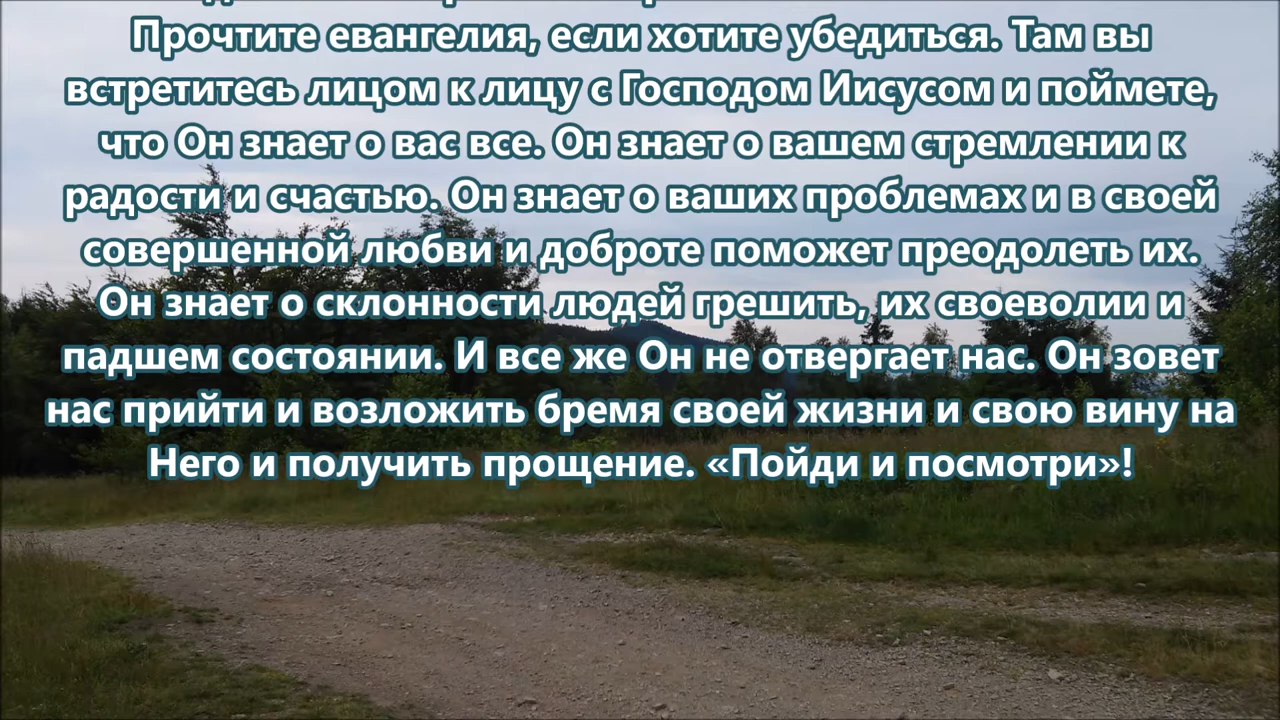 Прочтите евангелия, если хотите убедиться. Там вы
встретитесь лицом к лицу с Господом Иисусом и поймете,
что Он знает о вас все. Он знает о вашем стремлении к
радости и счастью. Он знает о ваших проблемах и в своей
совершенной любви и доброте поможет преодолеть их.
Он знает о склонности людей грешить, их своеволии и
падшем состоянии. И все же Он не отвергает нас. Он зовет
нас прийти и возложить бремя своей жизни и свою вину на
Него и получить прощение. «Пойди и посмотри»!